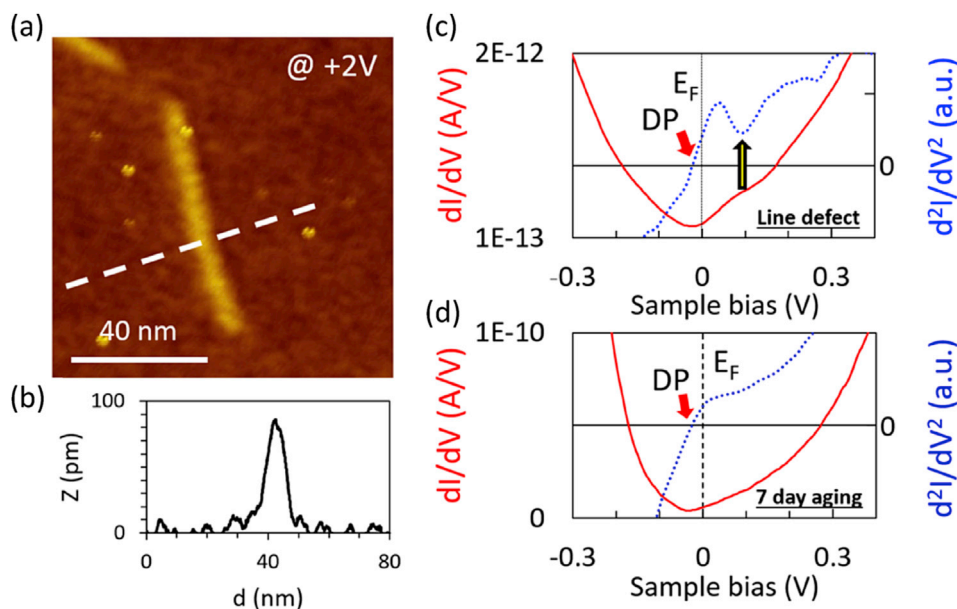 (a)
@ +2V
40 nm
(b)
100
0
Z (pm)
0
20
40
60
80
d (nm)
(c)
2E-12
1E-13
dI/dV (A/V)
E_F
DP
Line defect
0
d²I/dV² (a.u.)
-0.3
0
0.3
Sample bias (V)
(d)
1E-10
0
dI/dV (A/V)
E_F
DP
7 day aging
0
d²I/dV² (a.u.)
-0.3
0
0.3
Sample bias (V)